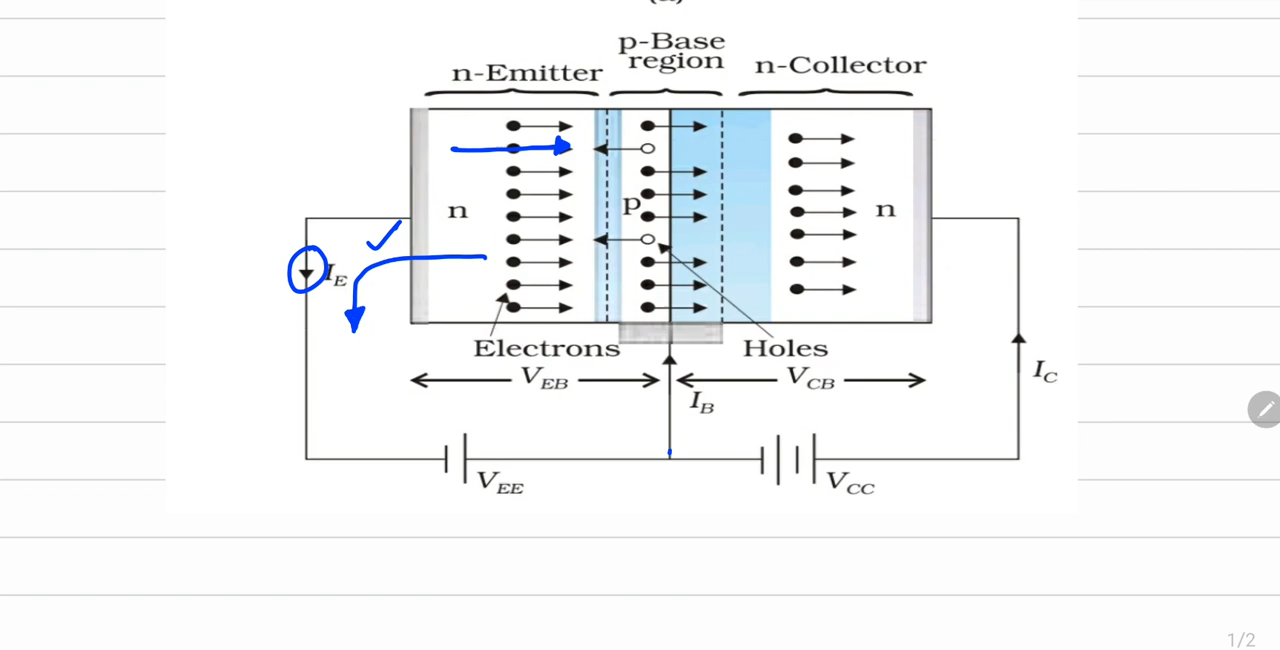 p-Base
region
n-Emitter
n-Collector
n
p
n
I_E
Electrons
Holes
V_EB
V_CB
I_B
I_C
V_EE
V_CC
1/2